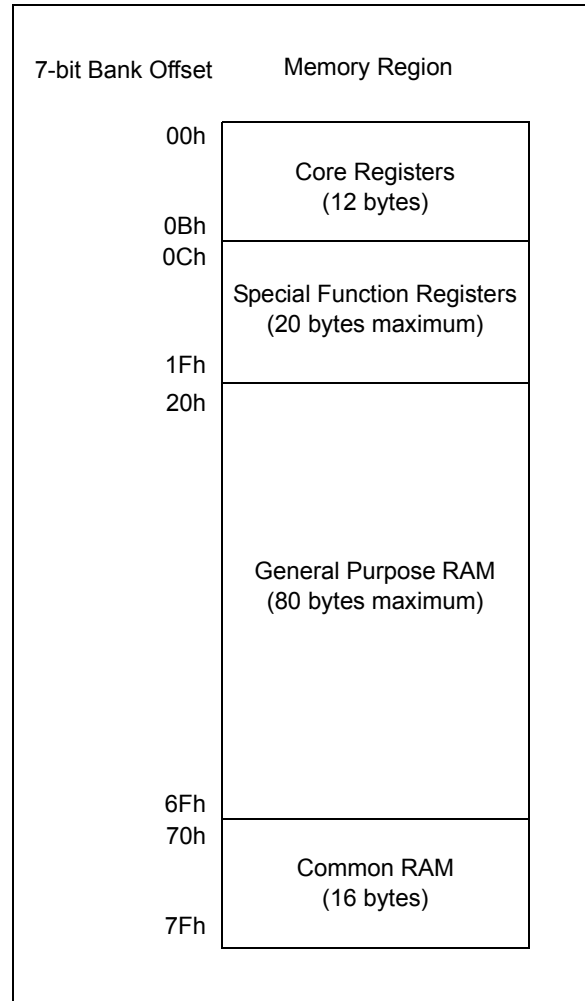 7-bit Bank Offset Memory Region
00h
Core Registers
(12 bytes)
0Bh
0Ch
Special Function Registers
(20 bytes maximum)
1Fh
20h
General Purpose RAM
(80 bytes maximum)
6Fh
70h
Common RAM
(16 bytes)
7Fh